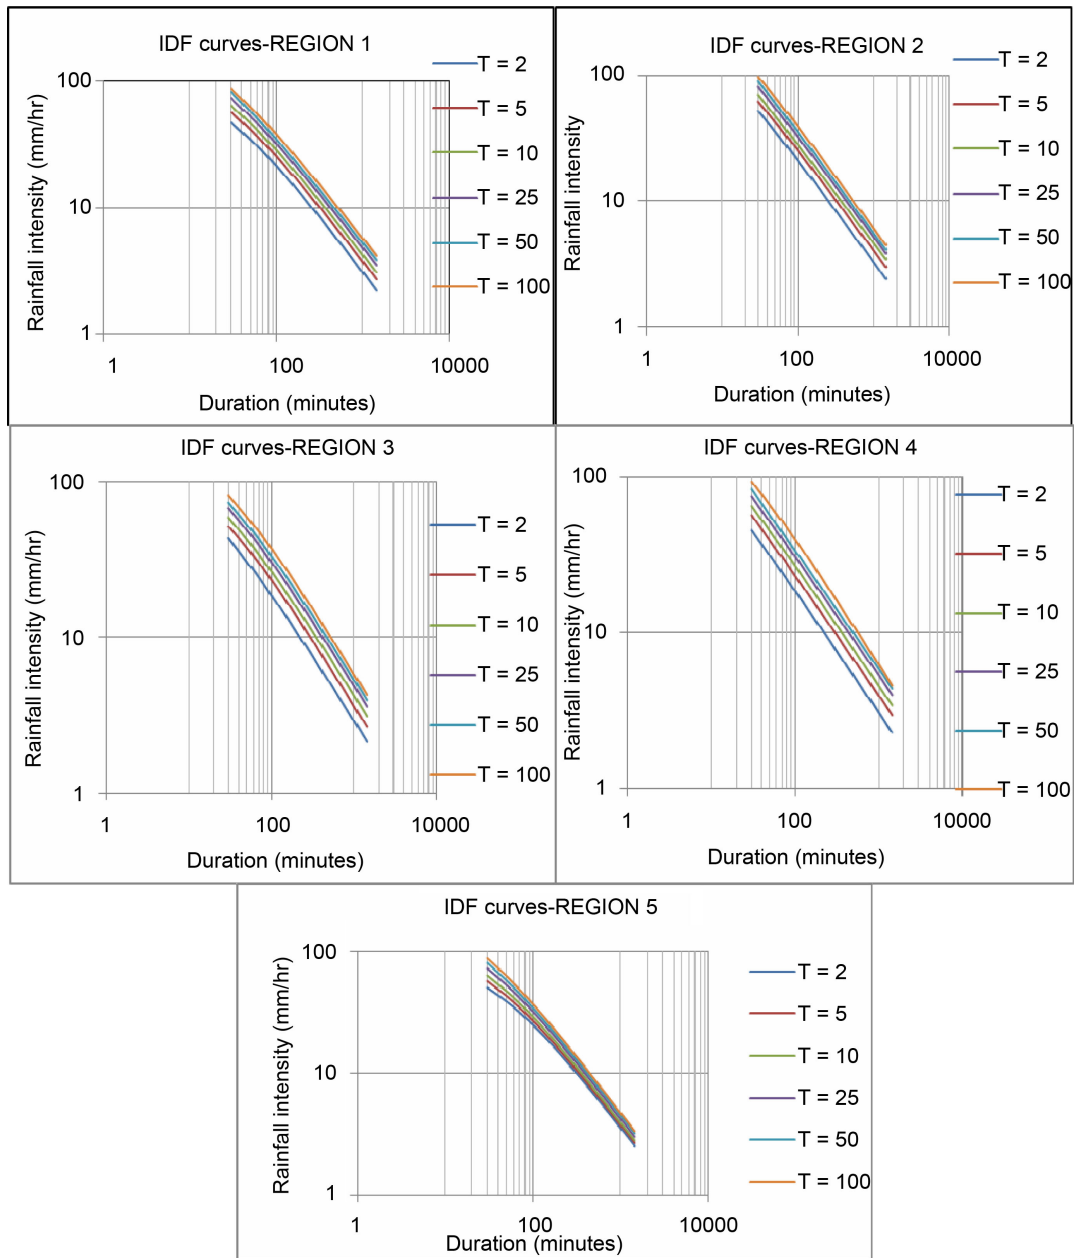 IDF curves-REGION 1
Rainfall intensity (mm/hr)
100
10
1
1
100
10000
Duration (minutes)
T = 2
T = 5
T = 10
T = 25
T = 50
T = 100
IDF curves-REGION 2
Rainfall intensity
100
10
1
1
100
10000
Duration (minutes)
T = 2
T = 5
T = 10
T = 25
T = 50
T = 100
IDF curves-REGION 3
Rainfall intensity (mm/hr)
100
10
1
1
100
10000
Duration (minutes)
T = 2
T = 5
T = 10
T = 25
T = 50
T = 100
IDF curves-REGION 4
Rainfall intensity (mm/hr)
100
10
1
1
100
10000
Duration (minutes)
T = 2
T = 5
T = 10
T = 25
T = 50
T = 100
IDF curves-REGION 5
Rainfall intensity (mm/hr)
100
10
1
1
100
10000
Duration (minutes)
T = 2
T = 5
T = 10
T = 25
T = 50
T = 100